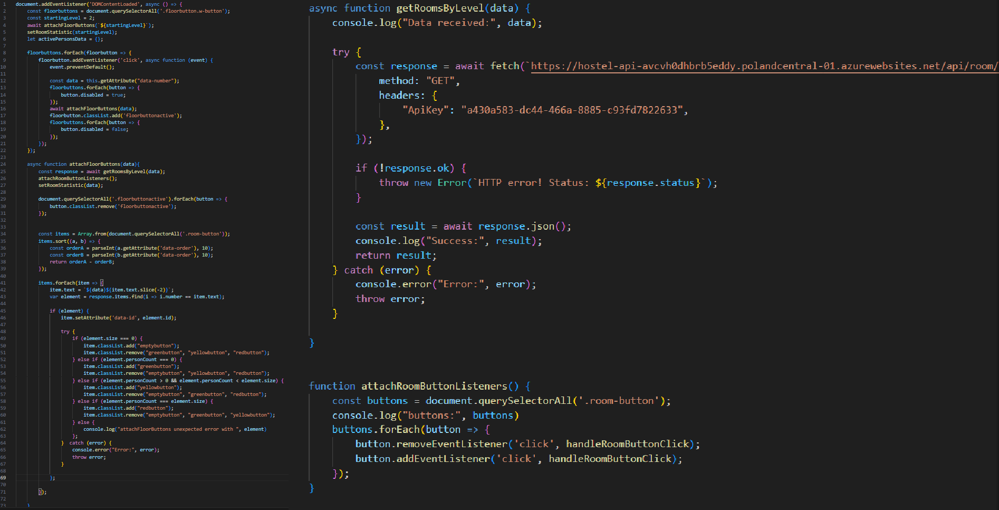 1 document.addEventListener('DOMContentLoaded', async () => {
2 const floorbuttons = document.querySelectorAll('.floorbutton.w-button');
3 const startingLevel = 2;
4 await attachFloorButtons(`${startingLevel}`);
5 setRoomStatistic(startingLevel);
6 let activePersonsData = {};
7
8 floorbuttons.forEach(floorbutton => {
9 floorbutton.addEventListener('click', async function (event) {
10 event.preventDefault();
11
12 const data = this.getAttribute("data-number");
13 floorbuttons.forEach(button => {
14 button.disabled = true;
15 });
16 await attachFloorButtons(data);
17 floorbutton.classList.add('floorbuttonactive');
18 floorbuttons.forEach(button => {
19 button.disabled = false;
20 });
21 });
22 });
23
24 async function attachFloorButtons(data){
25 const response = await getRoomsByLevel(data);
26 attachRoomButtonListeners();
27 setRoomStatistic(data);
28
29 document.querySelectorAll('.floorbuttonactive').forEach(button => {
30 button.classList.remove('floorbuttonactive');
31 });
32
33
34 const items = Array.from(document.querySelectorAll('.room-button'));
35 items.sort((a, b) => {
36 const orderA = parseInt(a.getAttribute('data-order'), 10);
37 const orderB = parseInt(b.getAttribute('data-order'), 10);
38 return orderA - orderB;
39 });
40
41 items.forEach(item => {
42 item.text = `${data}${item.text.slice(-2)}`;
43 var element = response.items.find(i => i.number == item.text);
44
45 if (element) {
46 item.setAttribute('data-id', element.id);
47
48 try {
49 if (element.size === 0) {
50 item.classList.add("emptybutton");
51 item.classList.remove("greenbutton", "yellowbutton", "redbutton");
52 } else if (element.personCount === 0) {
53 item.classList.add("greenbutton");
54 item.classList.remove("emptybutton", "yellowbutton", "redbutton");
55 } else if (element.personCount > 0 && element.personCount < element.size) {
56 item.classList.add("yellowbutton");
57 item.classList.remove("emptybutton", "greenbutton", "redbutton");
58 } else if (element.personCount === element.size) {
59 item.classList.add("redbutton");
60 item.classList.remove("emptybutton", "greenbutton", "yellowbutton");
61 } else {
62 console.log("attachFloorButtons unexpected error with ", element)
63 };
64 } catch (error) {
65 console.error("Error:", error);
66 throw error;
67 }
68
69 };
70
71 });
72
73 }
async function getRoomsByLevel(data) {
console.log("Data received:", data);
try {
const response = await fetch(`https://hostel-api-avcvh0dhbrb5eddy.polandcentral-01.azurewebsites.net/api/room/
method: "GET",
headers: {
"ApiKey": "a430a583-dc44-466a-8885-c93fd7822633",
},
});
if (!response.ok) {
throw new Error(`HTTP error! Status: ${response.status}`);
}
const result = await response.json();
console.log("Success:", result);
return result;
} catch (error) {
console.error("Error:", error);
throw error;
}
}
function attachRoomButtonListeners() {
const buttons = document.querySelectorAll('.room-button');
console.log("buttons:", buttons)
buttons.forEach(button => {
button.removeEventListener('click', handleRoomButtonClick);
button.addEventListener('click', handleRoomButtonClick);
});
}